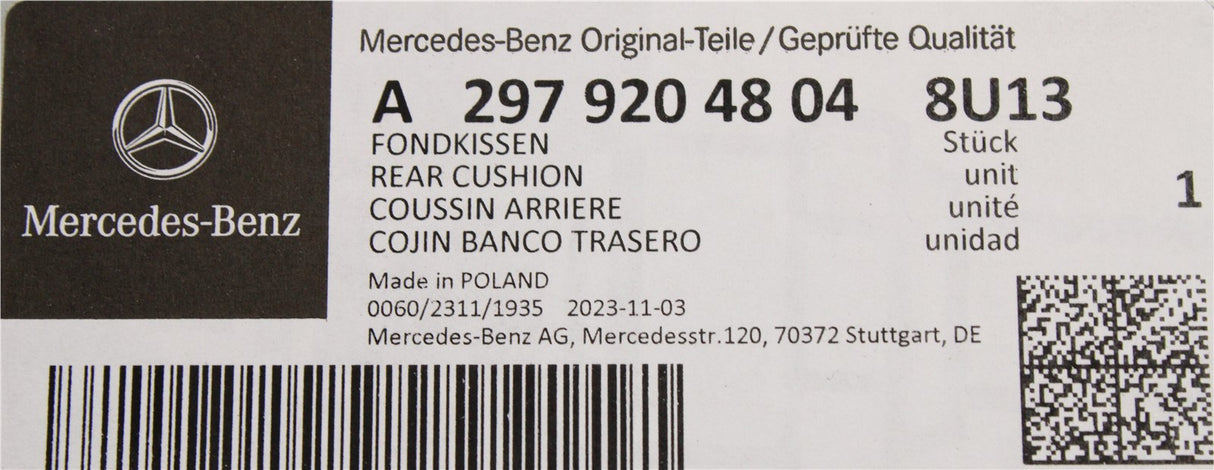 Mercedes-Benz
Mercedes-Benz Original-Teile/Geprüfte Qualität
A 297 920 48 04 8U13
FONDKISSEN Stück
REAR CUSHION unit
COUSSIN ARRIERE unité 1
COJIN BANCO TRASERO unidad
Made in POLAND
0060/2311/1935 2023-11-03
Mercedes-Benz AG, Mercedesstr.120, 70372 Stuttgart, DE